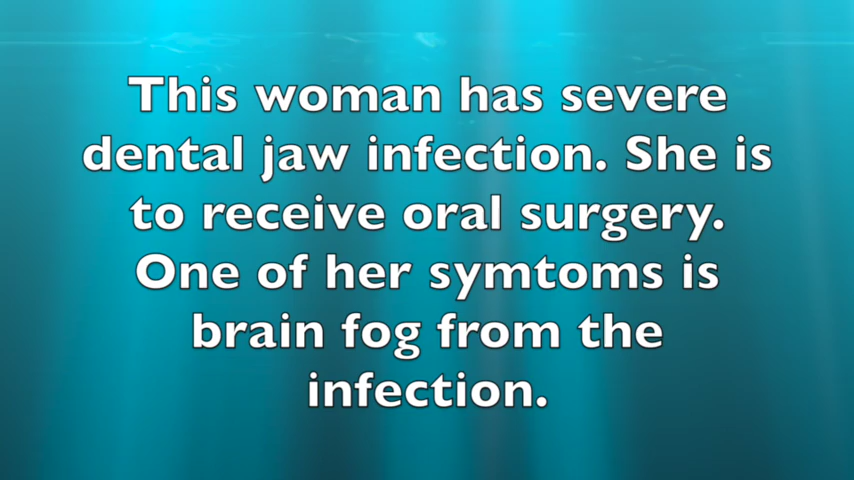 This woman has severe
dental jaw infection. She is
to receive oral surgery.
One of her symtoms is
brain fog from the
infection.